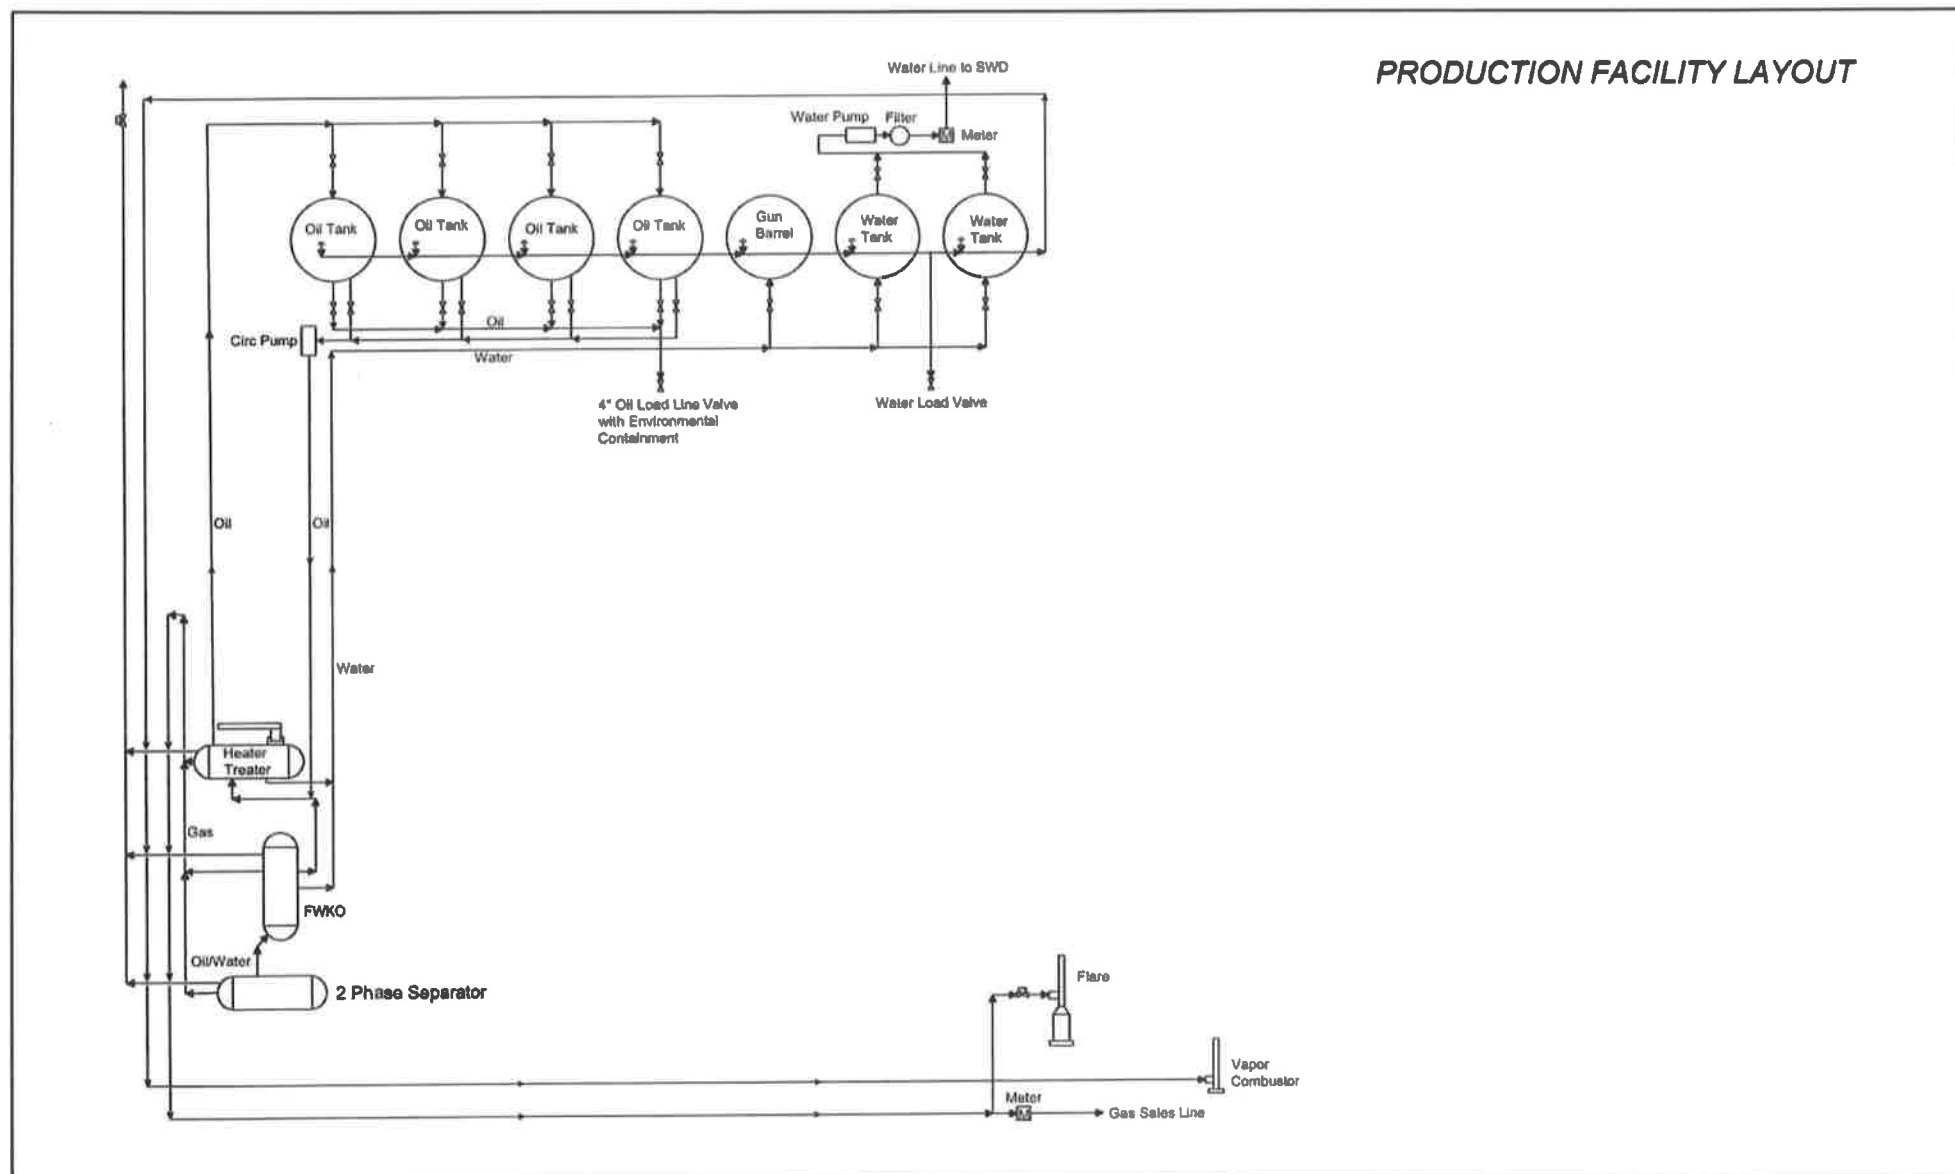 PRODUCTION FACILITY LAYOUT
Water Line to SWD
Water Pump
Filter
M
Meter
Oil Tank
Oil Tank
Oil Tank
Oil Tank
Gun
Barrel
Water
Tank
Water
Tank
Oil
Circ Pump
Water
4" Oil Load Line Valve
with Environmental
Containment
Water Load Valve
Oil
Oil
Water
Heater
Treater
Gas
FWKO
Oil/Water
2 Phase Separator
Flare
Vapor
Combustor
Meter
M
Gas Sales Line